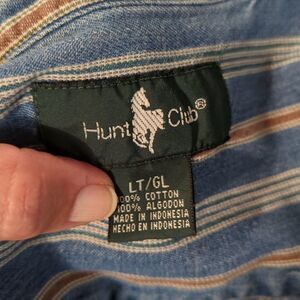 Hunt Club®
LT/GL
100% COTTON
100% ALGODON
MADE IN INDONESIA
HECHO EN INDONESIA